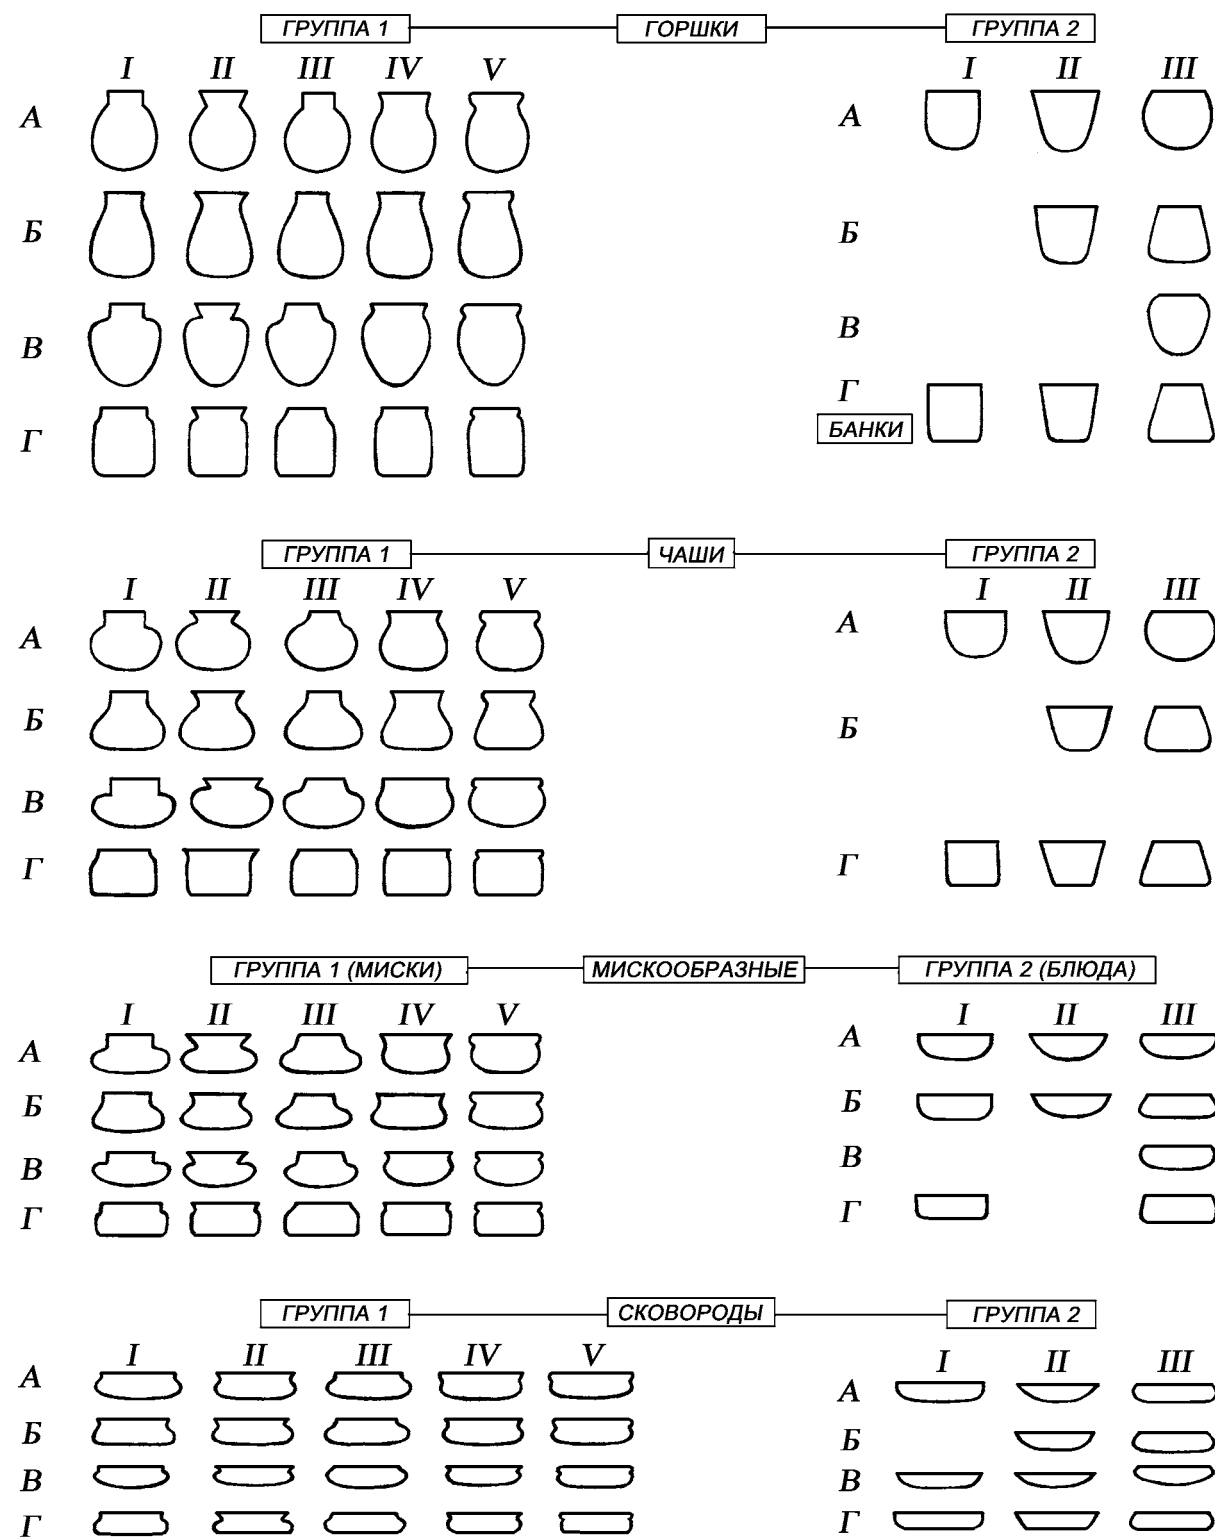 ГРУППА 1 ГОРШКИ ГРУППА 2
I II III IV V I II III
А А
Б Б
В В
Г Г
БАНКИ
ГРУППА 1 ЧАШИ ГРУППА 2
I II III IV V I II III
А А
Б Б
В В
Г Г
ГРУППА 1 (МИСКИ) МИСКООБРАЗНЫЕ ГРУППА 2 (БЛЮДА)
I II III IV V I II III
А А
Б Б
В В
Г Г
ГРУППА 1 СКОВОРОДЫ ГРУППА 2
I II III IV V I II III
А А
Б Б
В В
Г Г